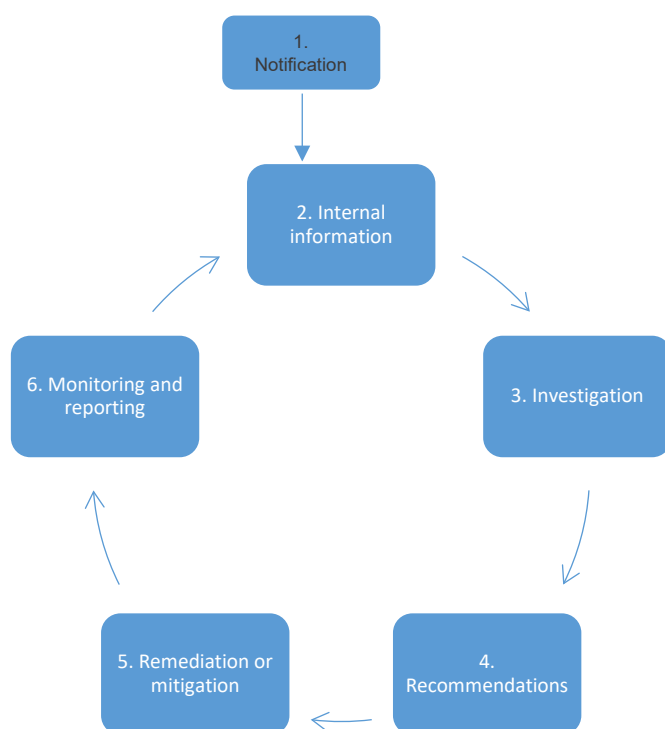 1.
Notification
2. Internal
information
3. Investigation
4.
Recommendations
5. Remediation or
mitigation
6. Monitoring and
reporting